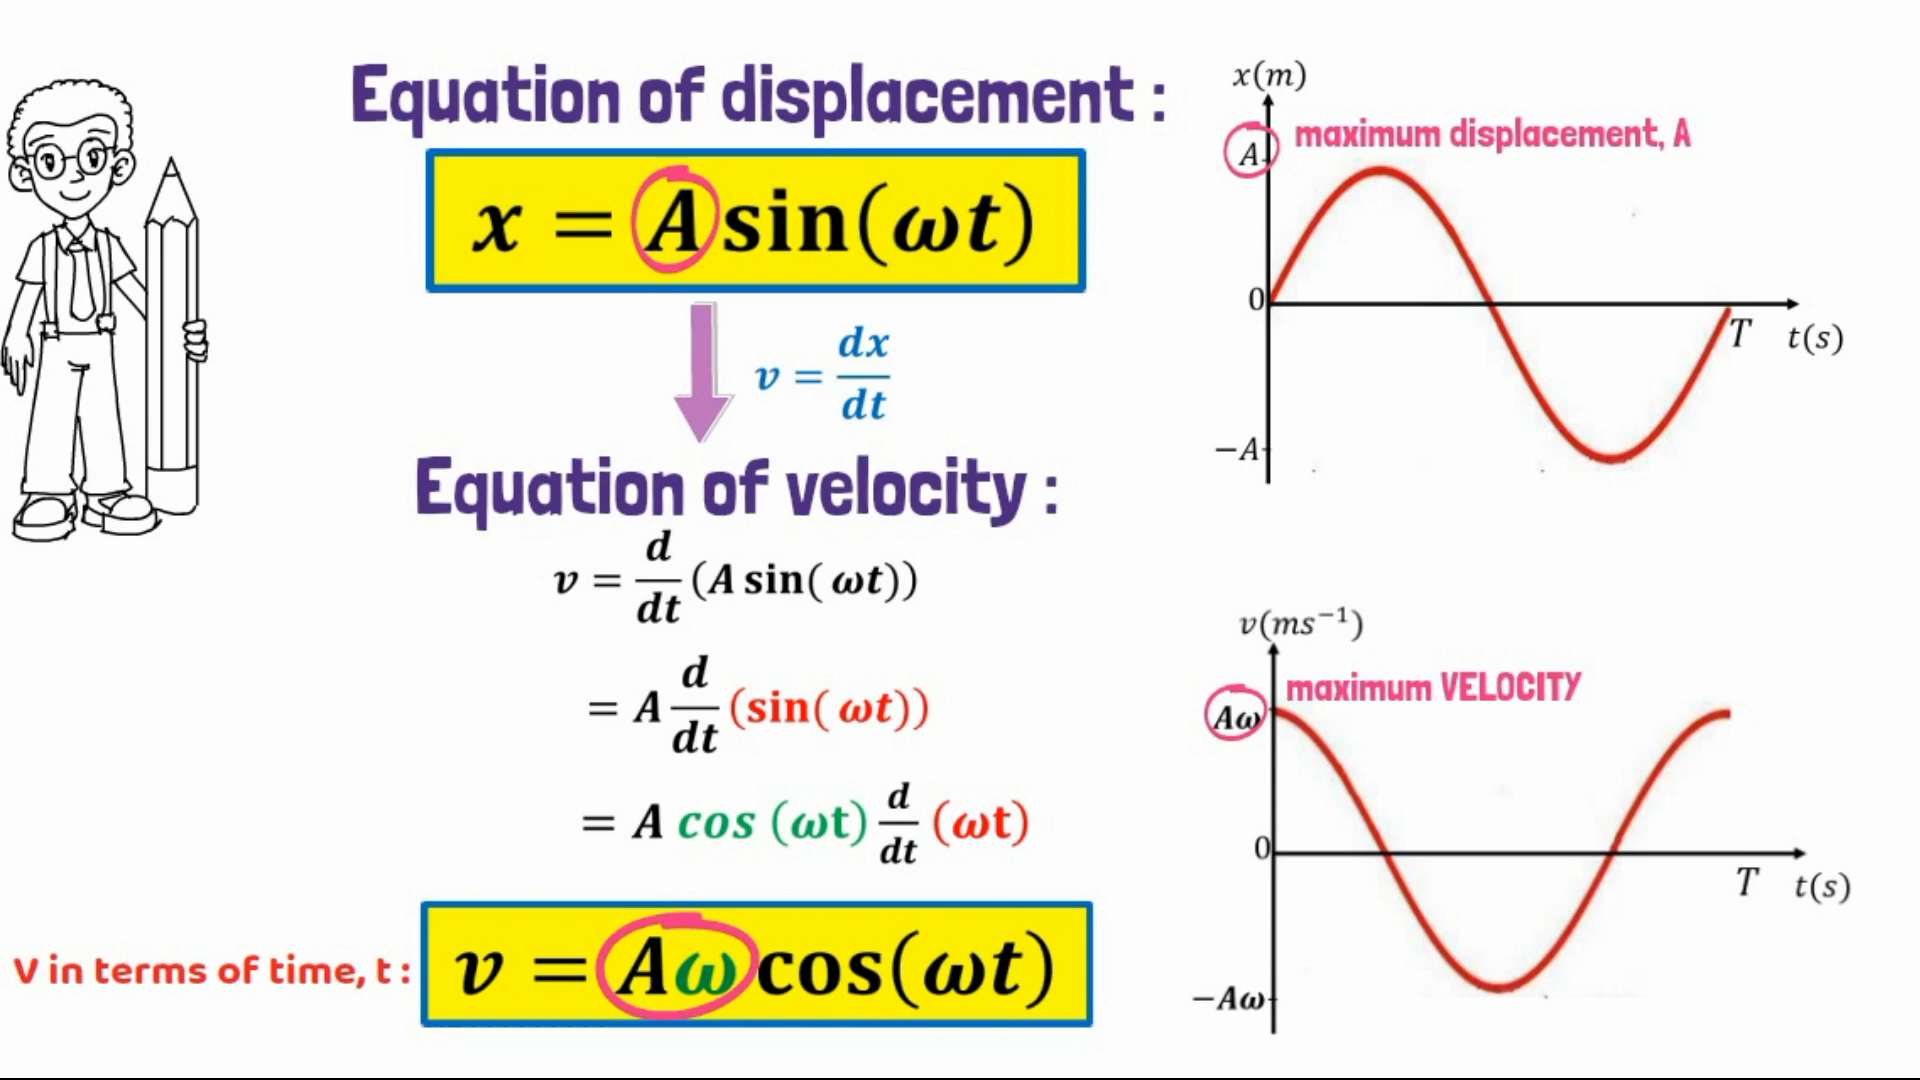 Equation of displacement :
x = A sin(ωt)
v = dx/dt
Equation of velocity :
v = d/dt (A sin( ωt))
= A d/dt (sin( ωt))
= A cos (ωt) d/dt (ωt)
V in terms of time, t :
v = Aω cos(ωt)
x(m)
A
maximum displacement, A
0
T
t(s)
−A
v(ms⁻¹)
maximum VELOCITY
Aω
0
T
t(s)
−Aω